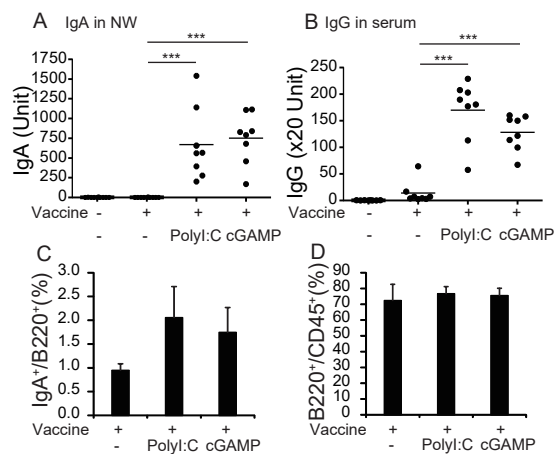 A IgA in NW
***
***
IgA (Unit)
1750
1500
1250
1000
750
500
250
0
Vaccine - + + +
- - PolyI:C cGAMP
B IgG in serum
***
***
IgG (x20 Unit)
250
200
150
100
50
0
Vaccine - + + +
- - PolyI:C cGAMP
C
IgA+/B220+(%)
3.0
2.5
2.0
1.5
1.0
0.5
0.0
Vaccine + + +
- PolyI:C cGAMP
D
B220+/CD45+(%)
90
80
70
60
50
40
30
20
10
0
Vaccine + + +
- PolyI:C cGAMP